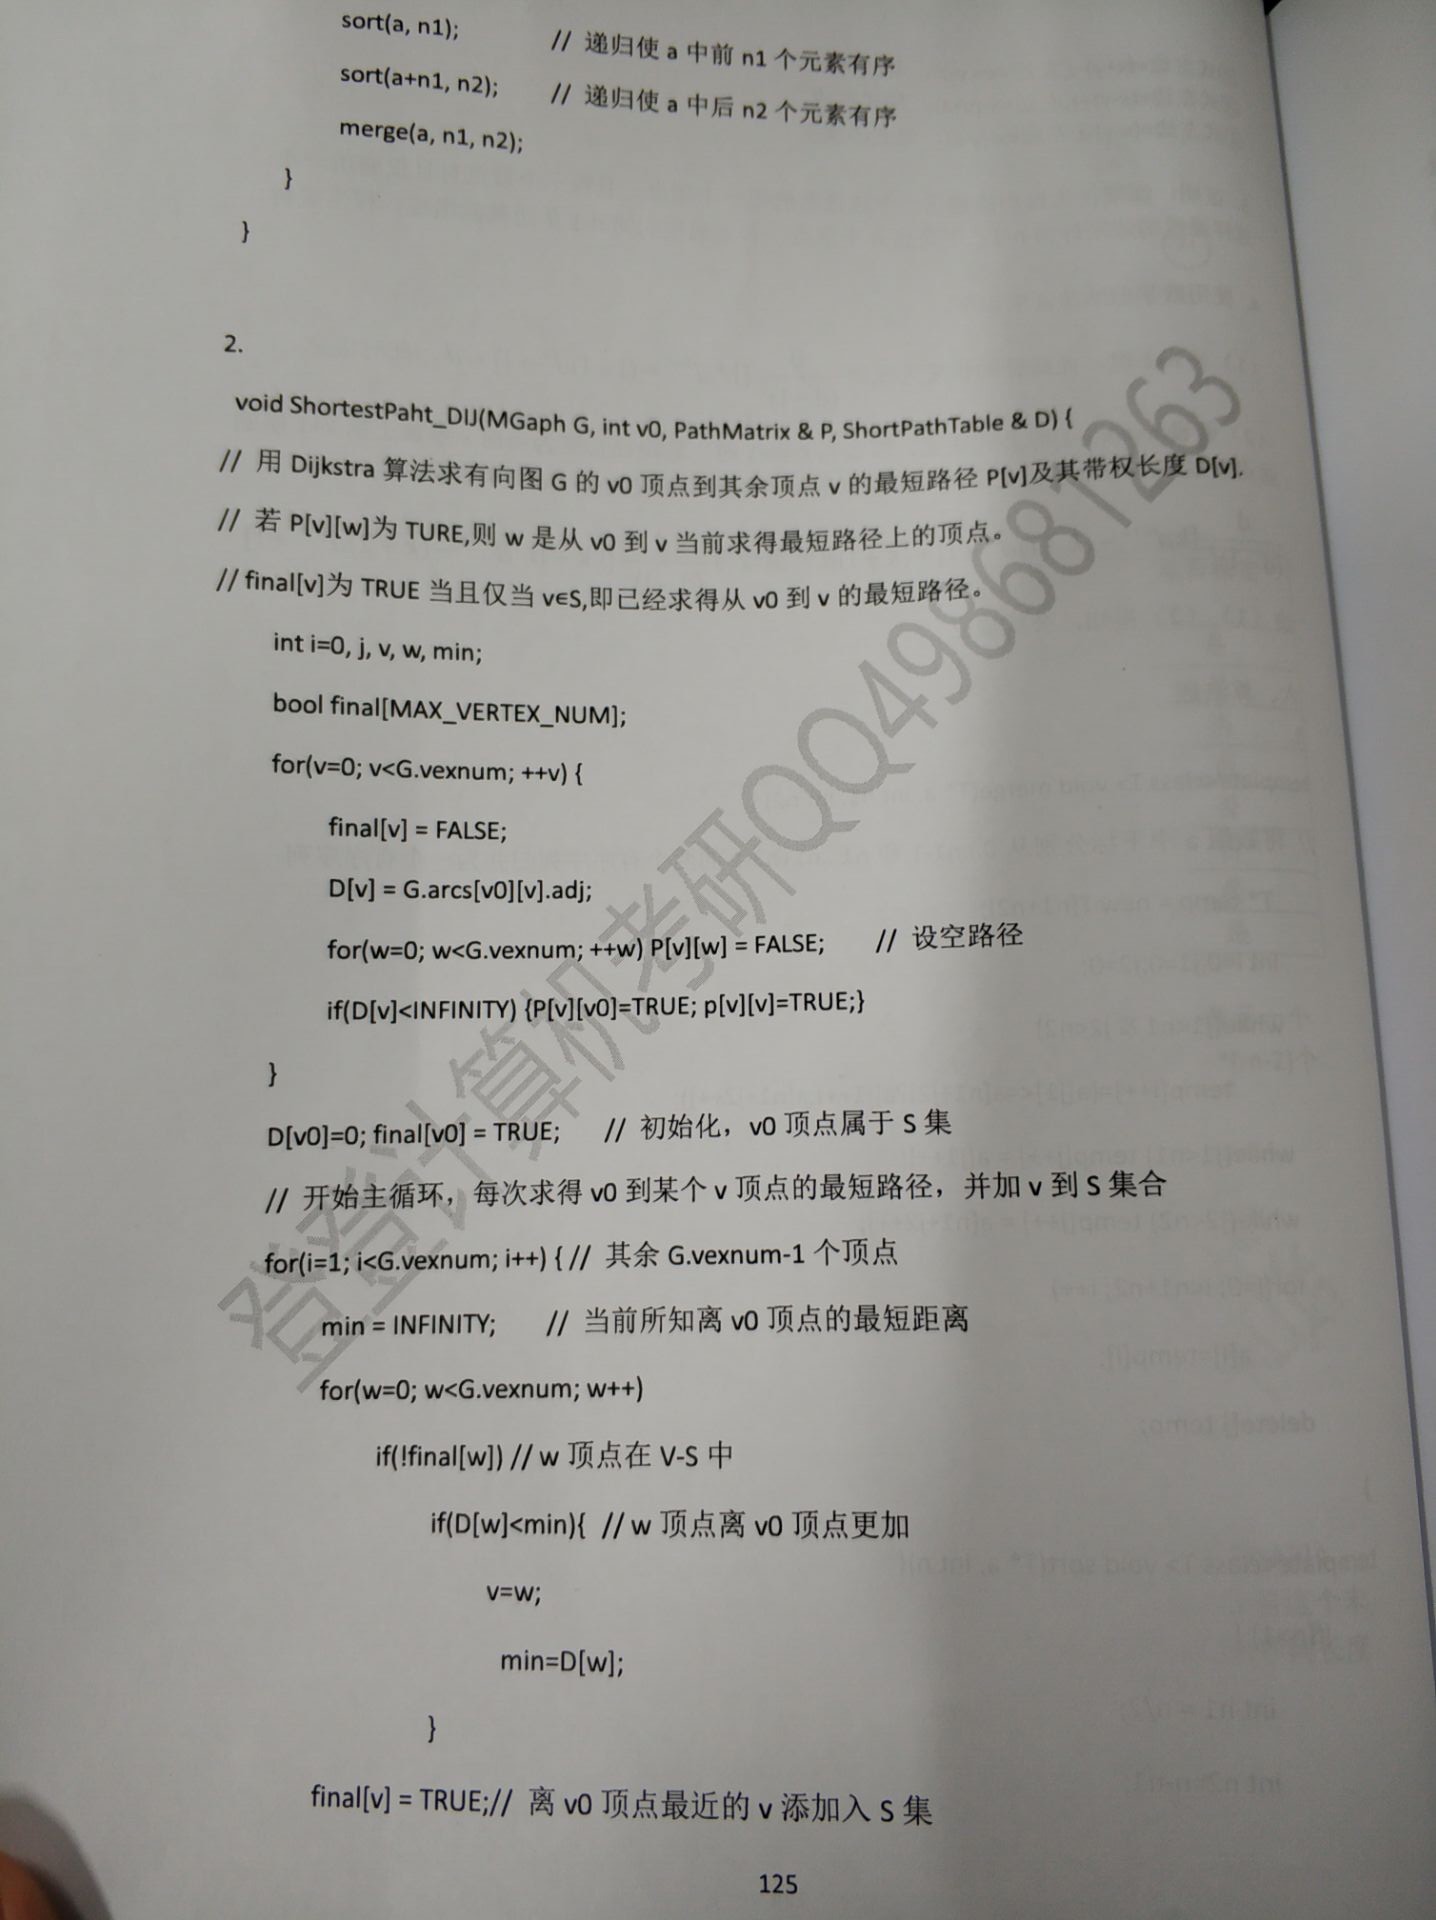 sort(a, n1); // 递归使 a 中前 n1 个元素有序
sort(a+n1, n2); // 递归使 a 中后 n2 个元素有序
merge(a, n1, n2);
}
}
2.
void ShortestPaht_DIJ(MGaph G, int v0, PathMatrix & P, ShortPathTable & D) {
// 用 Dijkstra 算法求有向图 G 的 v0 顶点到其余顶点 v 的最短路径 P[v]及其带权长度 D[v].
// 若 P[v][w]为 TURE,则 w 是从 v0 到 v 当前求得最短路径上的顶点。
// final[v]为 TRUE 当且仅当 v∈S,即已经求得从 v0 到 v 的最短路径。
int i=0, j, v, w, min;
bool final[MAX_VERTEX_NUM];
for(v=0; v<G.vexnum; ++v) {
final[v] = FALSE;
D[v] = G.arcs[v0][v].adj;
for(w=0; w<G.vexnum; ++w) P[v][w] = FALSE; // 设空路径
if(D[v]<INFINITY) {P[v][v0]=TRUE; p[v][v]=TRUE;}
}
D[v0]=0; final[v0] = TRUE; // 初始化，v0 顶点属于 S 集
// 开始主循环，每次求得 v0 到某个 v 顶点的最短路径，并加 v 到 S 集合
for(i=1; i<G.vexnum; i++) { // 其余 G.vexnum-1 个顶点
min = INFINITY; // 当前所知离 v0 顶点的最短距离
for(w=0; w<G.vexnum; w++)
if(!final[w]) // w 顶点在 V-S 中
if(D[w]<min){ // w 顶点离 v0 顶点更加
v=w;
min=D[w];
}
final[v] = TRUE;// 离 v0 顶点最近的 v 添加入 S 集
125
计算机考研QQ498681263